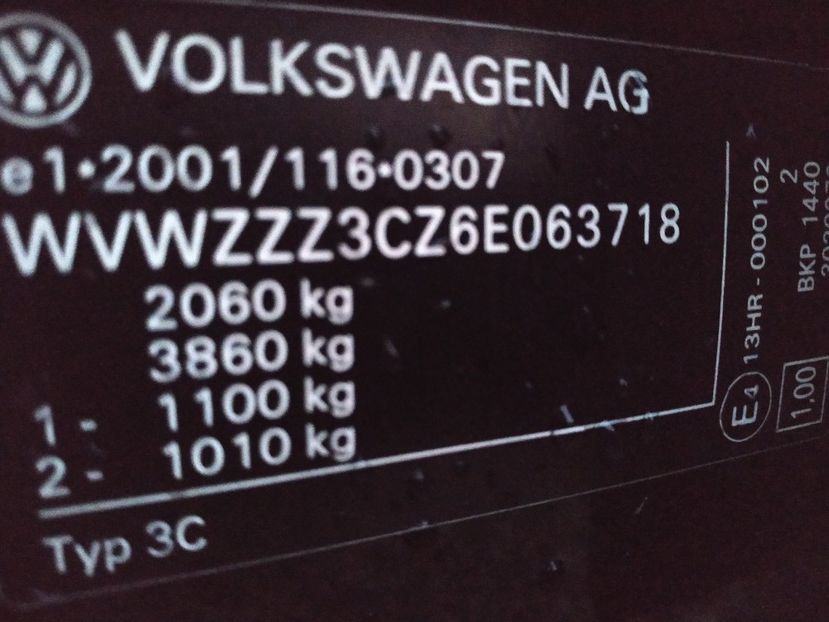 VOLKSWAGEN AG
e1•2001/116•0307
WVWZZZ3CZ6E063718
2060 kg
3860 kg
1 - 1100 kg
2 - 1010 kg
Typ 3C
E4 13HR - 000102
2
BKP 1440
1,00